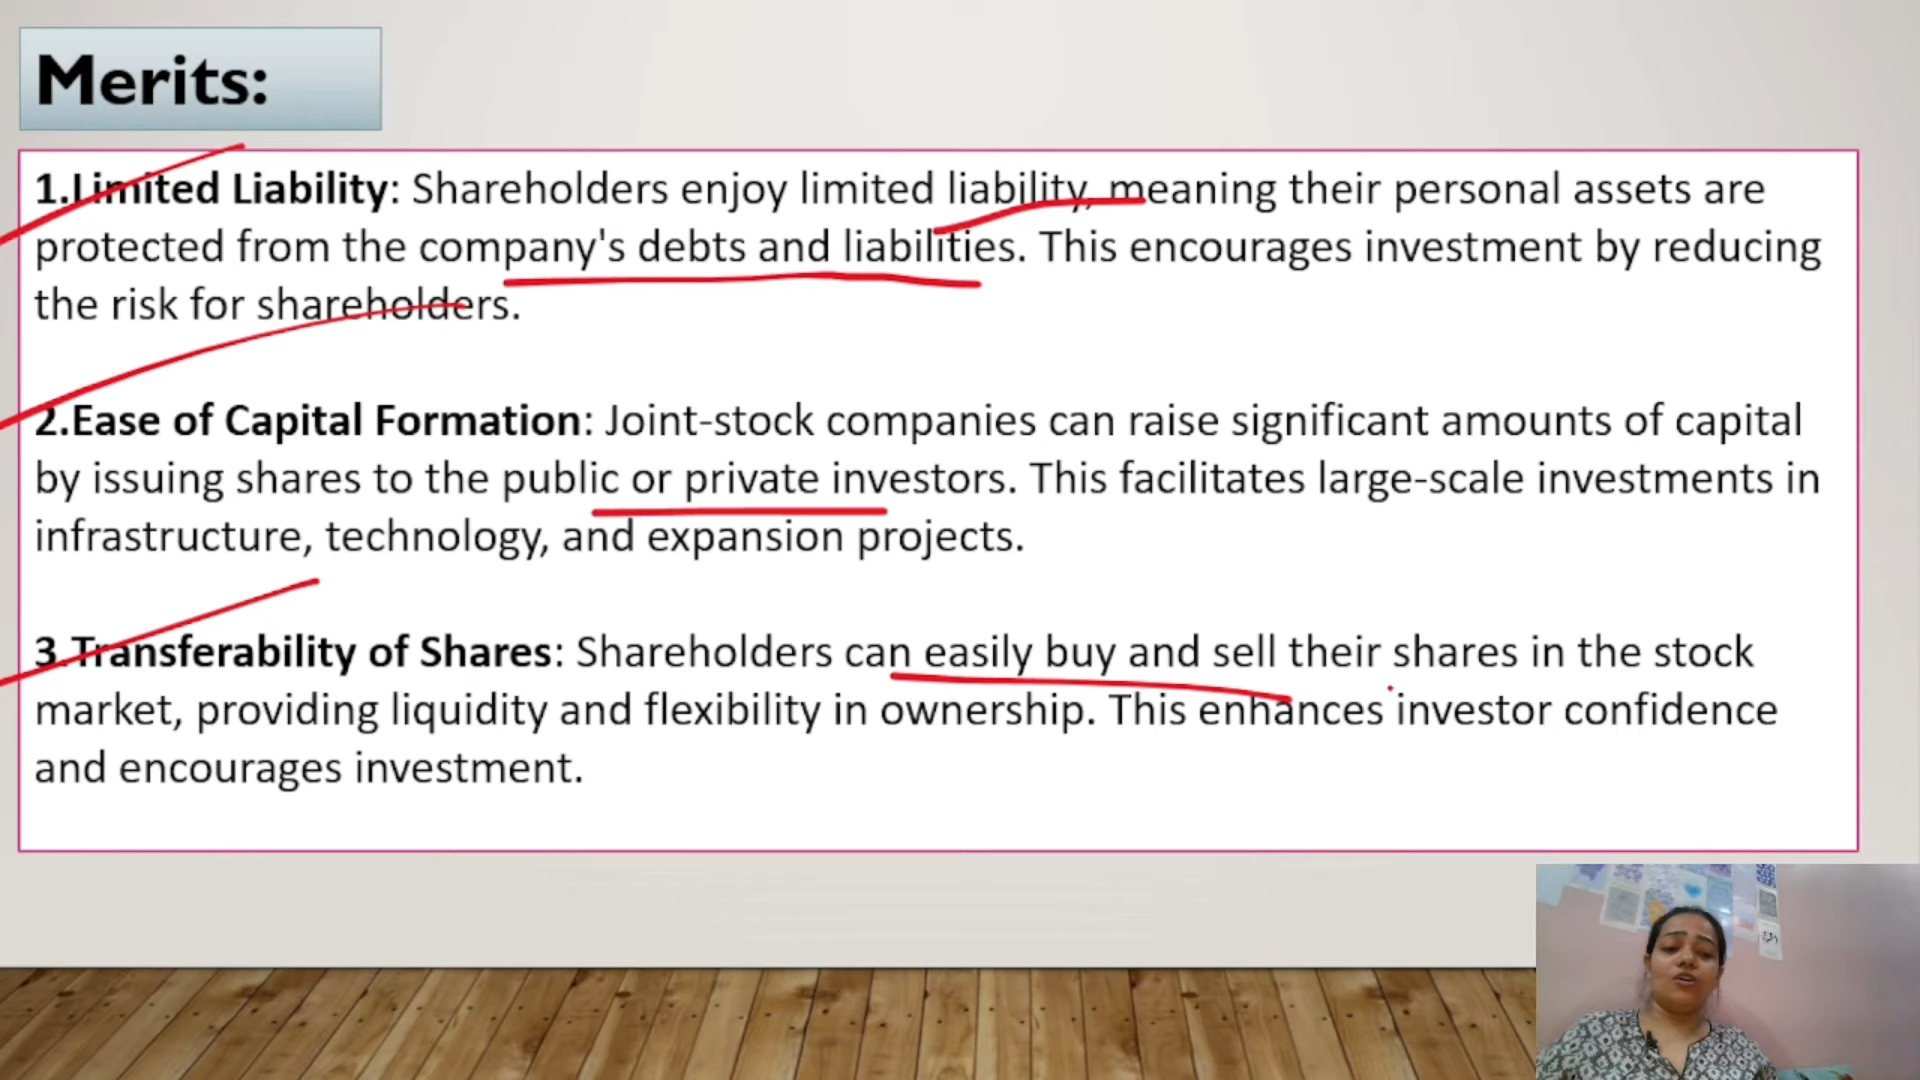 Merits:
1.Limited Liability: Shareholders enjoy limited liability, meaning their personal assets are
protected from the company's debts and liabilities. This encourages investment by reducing
the risk for shareholders.
2.Ease of Capital Formation: Joint-stock companies can raise significant amounts of capital
by issuing shares to the public or private investors. This facilitates large-scale investments in
infrastructure, technology, and expansion projects.
3.Transferability of Shares: Shareholders can easily buy and sell their shares in the stock
market, providing liquidity and flexibility in ownership. This enhances investor confidence
and encourages investment.